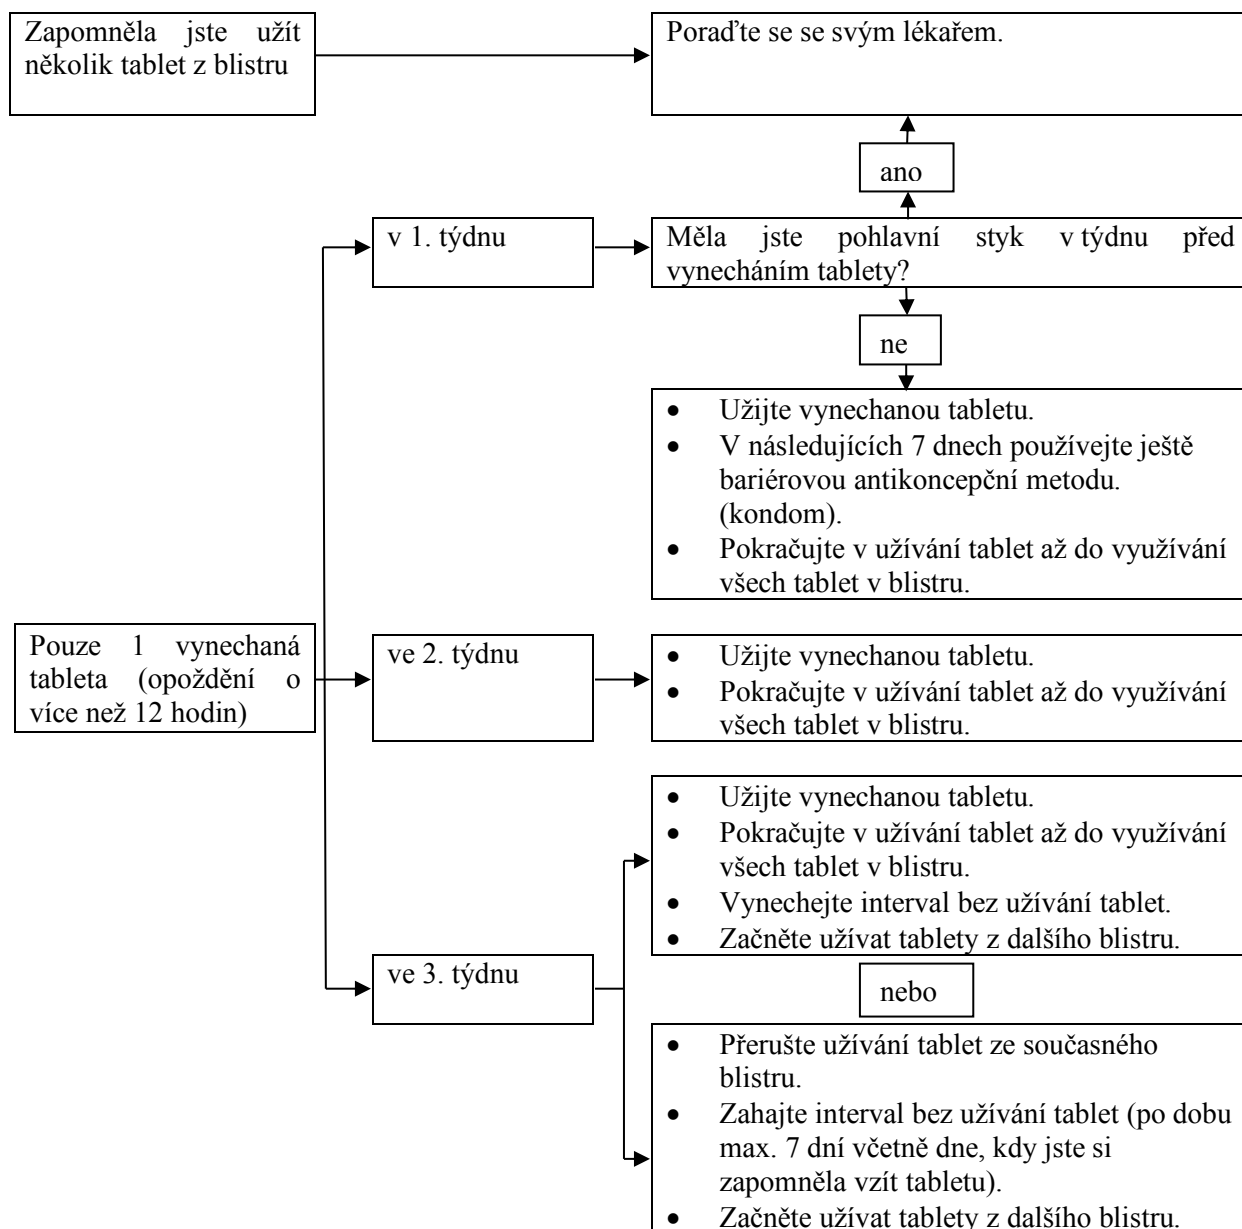 Zapomněla jste užít
několik tablet z blistru
Poraďte se se svým lékařem.
ano
v 1. týdnu
Měla jste pohlavní styk v týdnu před
vynecháním tablety?
ne
• Užijte vynechanou tabletu.
• V následujících 7 dnech používejte ještě
bariérovou antikoncepční metodu.
(kondom).
• Pokračujte v užívání tablet až do využívání
všech tablet v blistru.
Pouze 1 vynechaná
tableta (opoždění o
více než 12 hodin)
ve 2. týdnu
• Užijte vynechanou tabletu.
• Pokračujte v užívání tablet až do využívání
všech tablet v blistru.
ve 3. týdnu
• Užijte vynechanou tabletu.
• Pokračujte v užívání tablet až do využívání
všech tablet v blistru.
• Vynechejte interval bez užívání tablet.
• Začněte užívat tablety z dalšího blistru.
nebo
• Přerušte užívání tablet ze současného
blistru.
• Zahajte interval bez užívání tablet (po dobu
max. 7 dní včetně dne, kdy jste si
zapomněla vzít tabletu).
• Začněte užívat tablety z dalšího blistru.